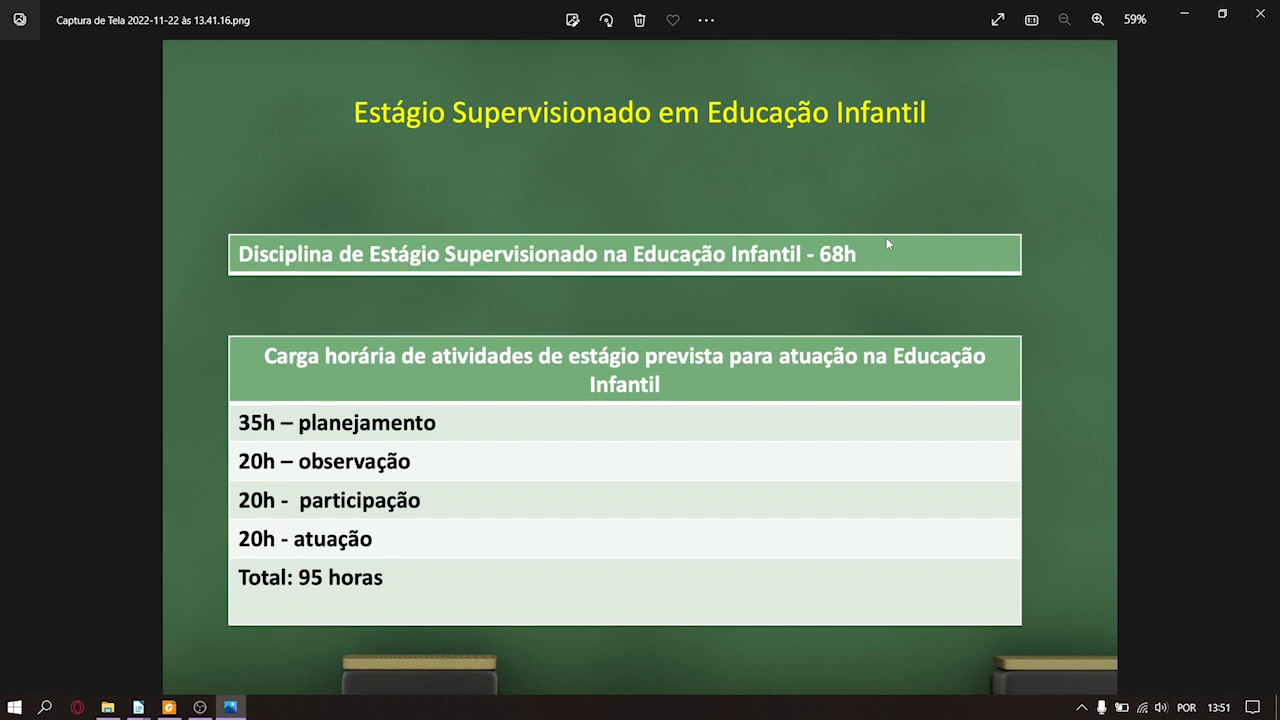 Captura de Tela 2022-11-22 às 13.41.16.png
59%
Estágio Supervisionado em Educação Infantil
Disciplina de Estágio Supervisionado na Educação Infantil - 68h
Carga horária de atividades de estágio prevista para atuação na Educação
Infantil
35h – planejamento
20h – observação
20h - participação
20h - atuação
Total: 95 horas
POR
13:51